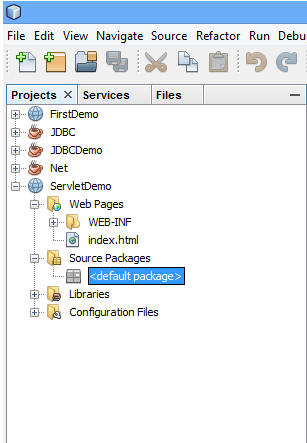 File Edit View Navigate Source Refactor Run Debu
Projects Services Files
FirstDemo
JDBC
JDBCDemo
Net
ServletDemo
Web Pages
WEB-INF
index.html
Source Packages
<default package>
Libraries
Configuration Files